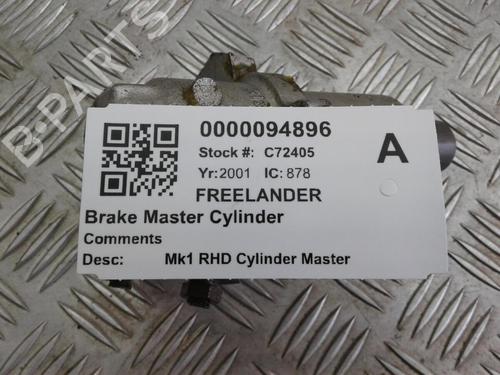 B-PARTS
0000094896
Stock #: C72405
A
Yr: 2001 IC: 878
FREELANDER
Brake Master Cylinder
Comments
Desc: Mk1 RHD Cylinder Master